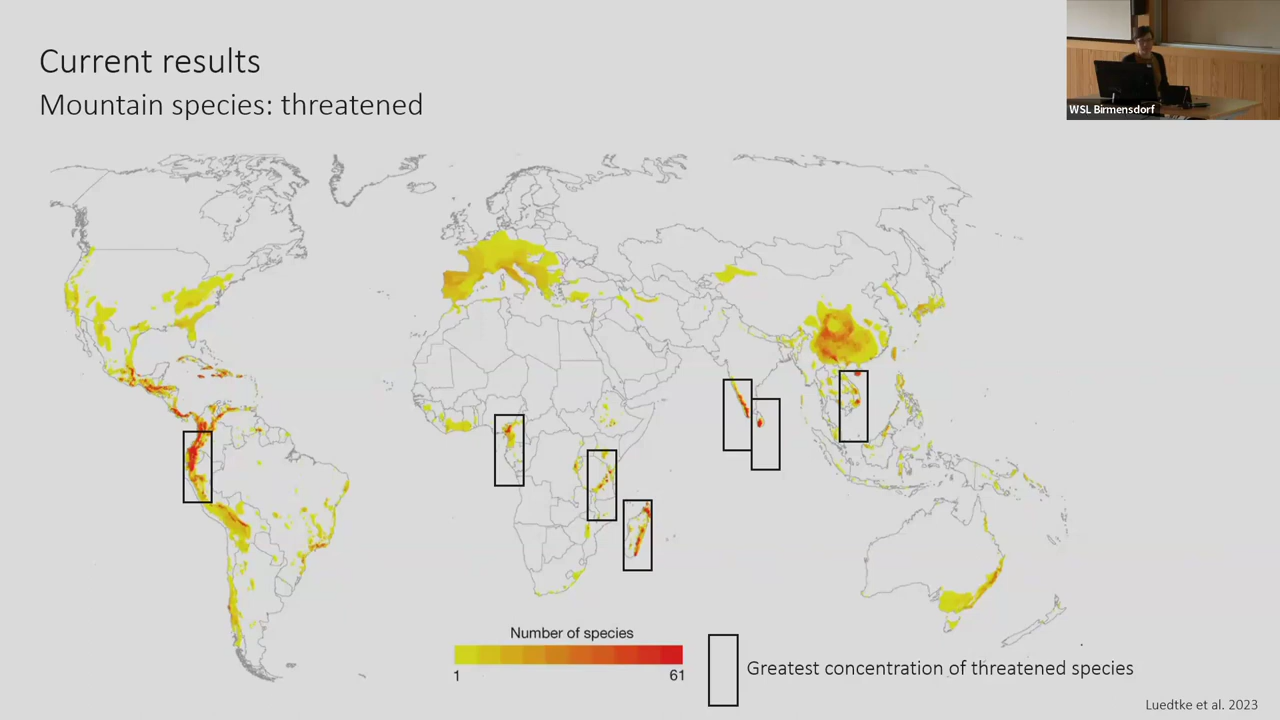 Current results
Mountain species: threatened
WSL Birmensdorf
Number of species
1
61
Greatest concentration of threatened species
Luedtke et al. 2023